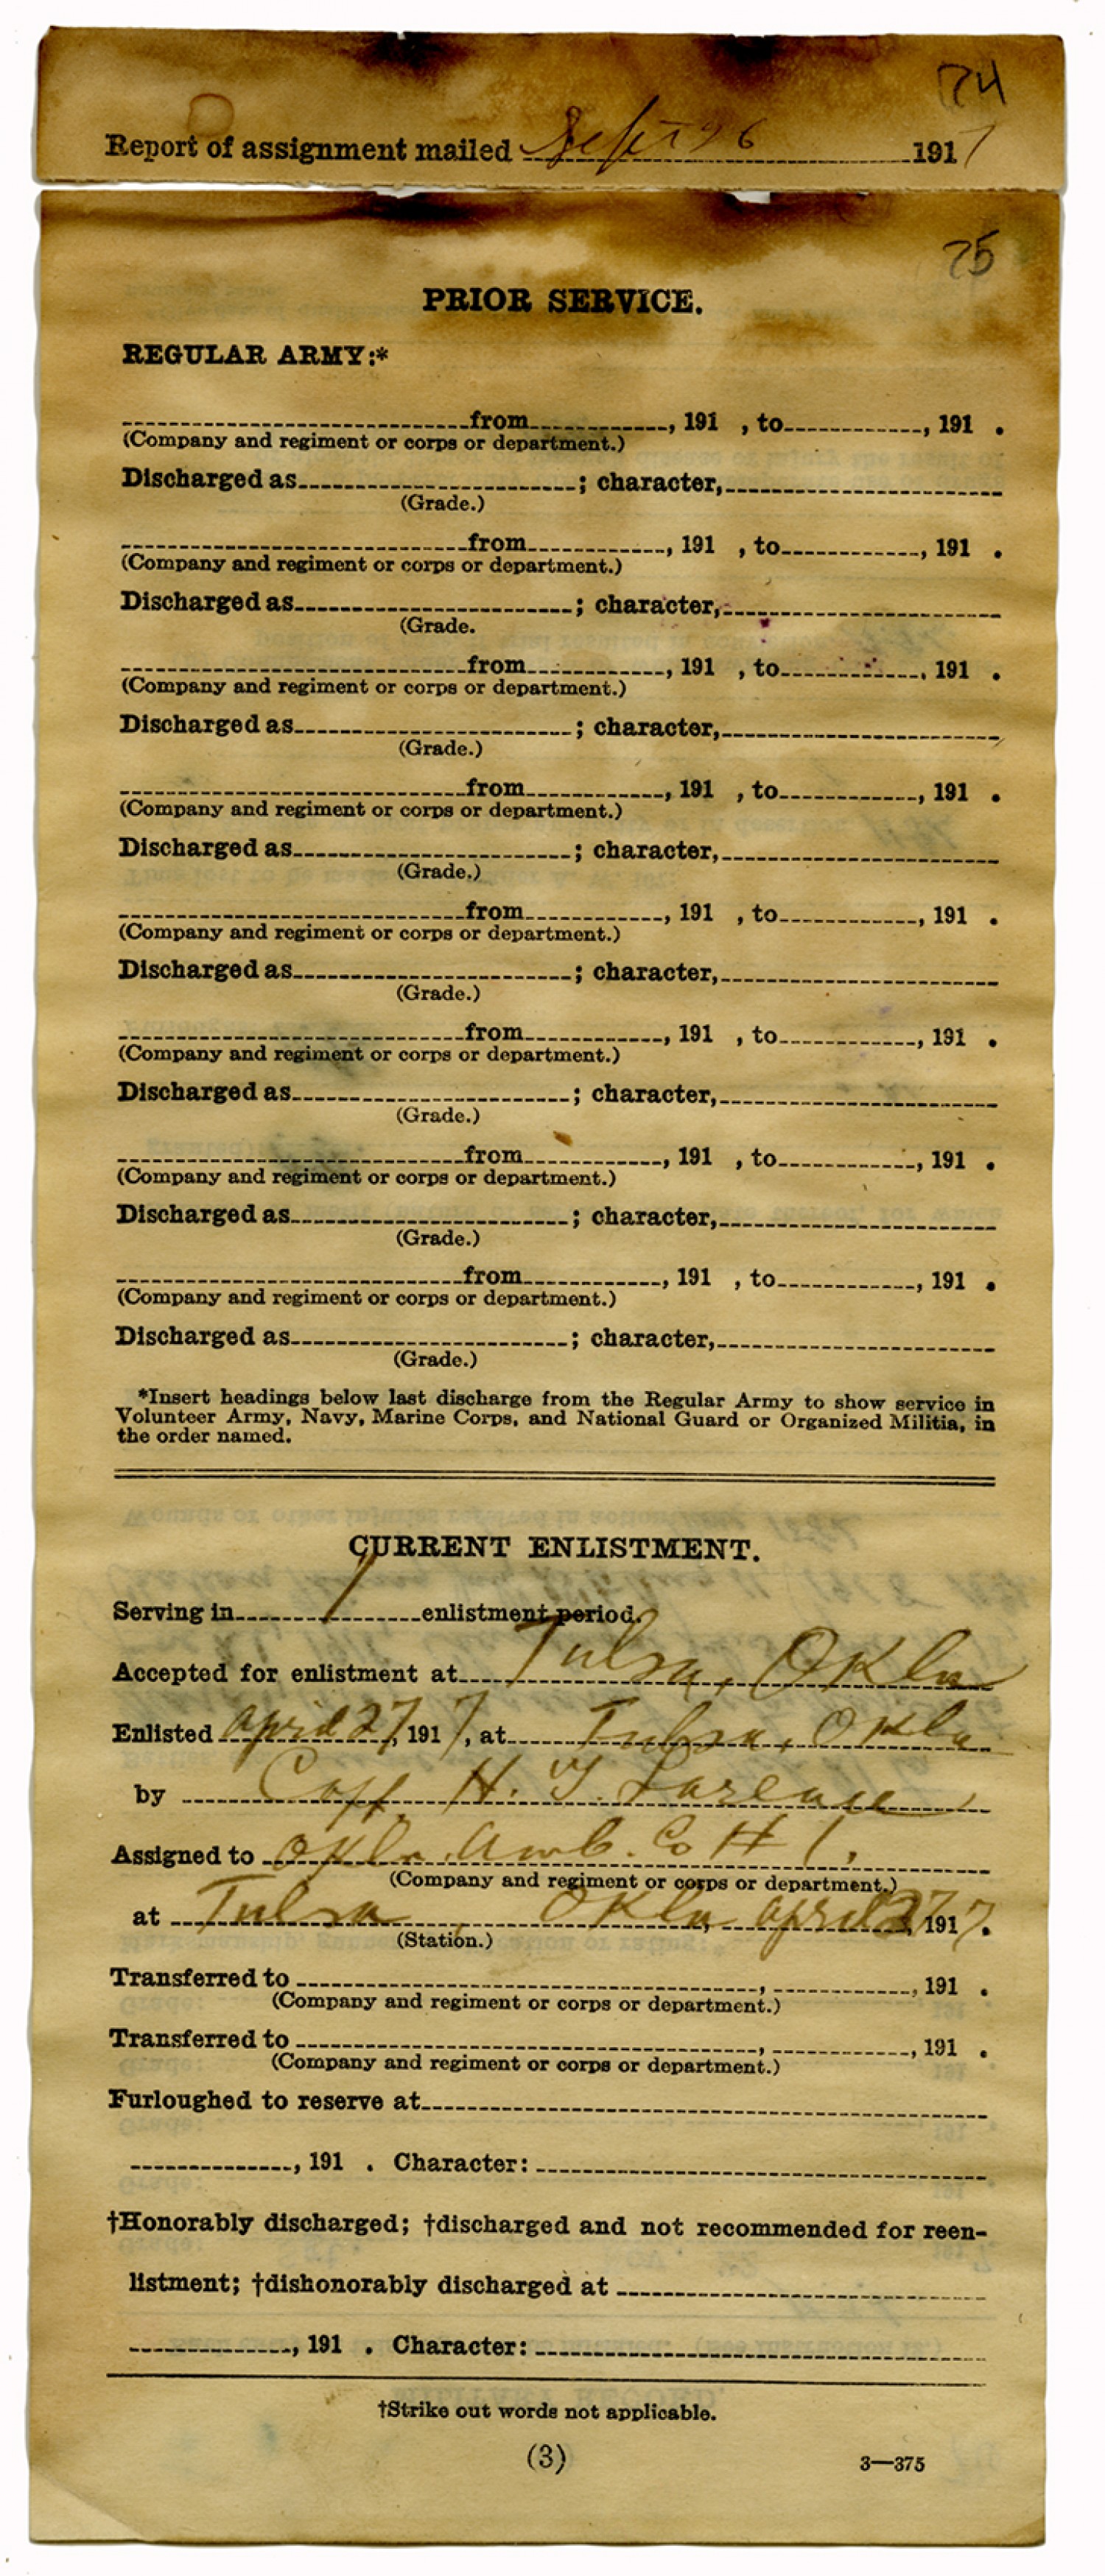 174
Report of assignment mailed Sept 26 1917
75
PRIOR SERVICE.
REGULAR ARMY:*
from , 191 , to , 191 .
(Company and regiment or corps or department.)
Discharged as ; character,
(Grade.)
from , 191 , to , 191 .
(Company and regiment or corps or department.)
Discharged as ; character,
(Grade.
from , 191 , to , 191 .
(Company and regiment or corps or department.)
Discharged as ; character,
(Grade.)
from , 191 , to , 191 .
(Company and regiment or corps or department.)
Discharged as ; character,
(Grade.)
from , 191 , to , 191 .
(Company and regiment or corps or department.)
Discharged as ; character,
(Grade.)
from , 191 , to , 191 .
(Company and regiment or corps or department.)
Discharged as ; character,
(Grade.)
from , 191 , to , 191 .
(Company and regiment or corps or department.)
Discharged as ; character,
(Grade.)
from , 191 , to , 191 .
(Company and regiment or corps or department.)
Discharged as ; character,
(Grade.)
*Insert headings below last discharge from the Regular Army to show service in
Volunteer Army, Navy, Marine Corps, and National Guard or Organized Militia, in
the order named.
CURRENT ENLISTMENT.
Serving in 1 enlistment period.
Accepted for enlistment at Tulsa, Okla
Enlisted April 27, 1917, at Tulsa, Okla
by Capt. H.
Assigned to Okla. Amb. Co # 1.
(Company and regiment or corps or department.)
at Tulsa, Okla, April 27, 1917.
(Station.)
Transferred to , , 191 .
(Company and regiment or corps or department.)
Transferred to , , 191 .
(Company and regiment or corps or department.)
Furloughed to reserve at
, 191 . Character:
†Honorably discharged; †discharged and not recommended for reen-
listment; †dishonorably discharged at
, 191 . Character:
†Strike out words not applicable.
(3)
3—375